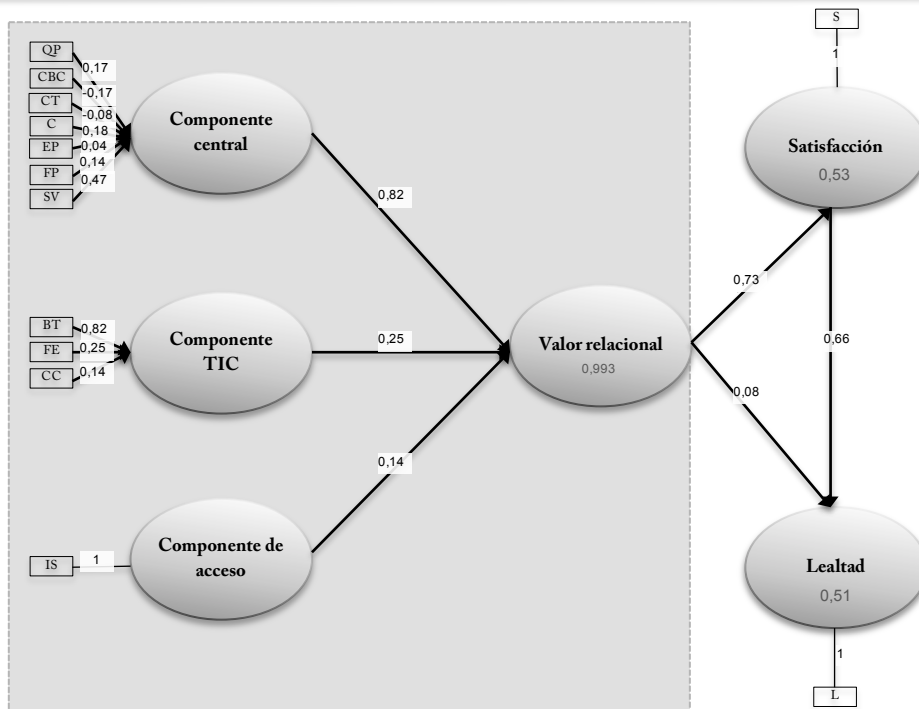 S
1
QP
0,17
CBC
-0,17
CT
-0,08
C
0,18
EP
0,04
FP
0,14
SV
0,47
Componente
central
0,82
Satisfacción
0,53
BT
0,82
FE
0,25
CC
0,14
Componente
TIC
0,25
Valor relacional
0,993
0,73
0,66
0,08
0,14
IS
1
Componente de
acceso
Lealtad
0,51
1
L